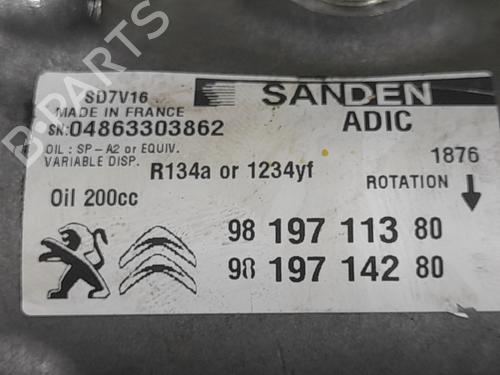 SD7V16
MADE IN FRANCE
SN:04863303862
OIL : SP-A2 or EQUIV.
VARIABLE DISP.
SANDEN
ADIC
R134a or 1234yf
1876
ROTATION
Oil 200cc
98 197 113 80
98 197 142 80
B-PARTS